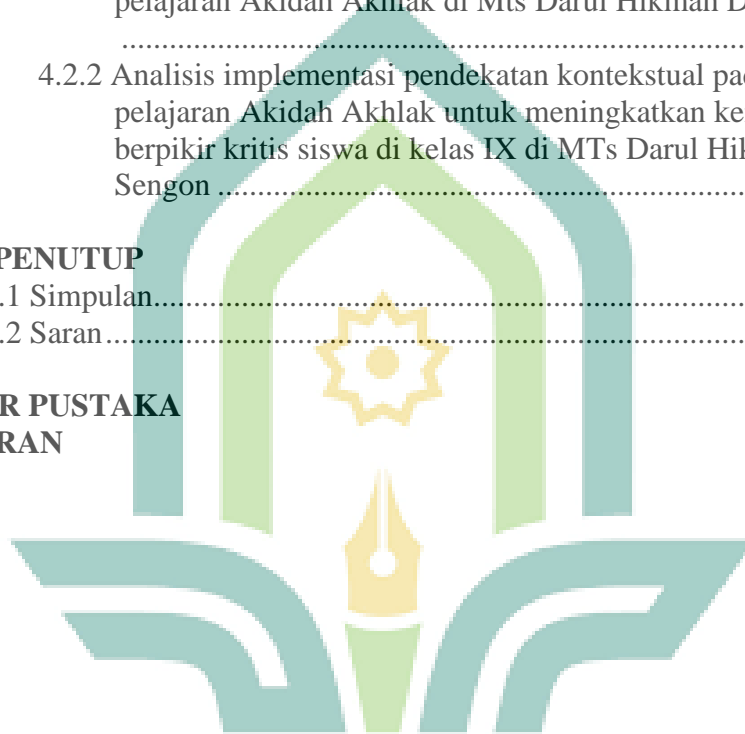 pelajaran Akidah Akhlak di Mts Darul Hikmah D
................................................................................
4.2.2 Analisis implementasi pendekatan kontekstual pad
pelajaran Akidah Akhlak untuk meningkatkan ke
berpikir kritis siswa di kelas IX di MTs Darul Hik
Sengon ................................................................................
PENUTUP
.1 Simpulan................................................................................
.2 Saran................................................................................
R PUSTAKA
RAN